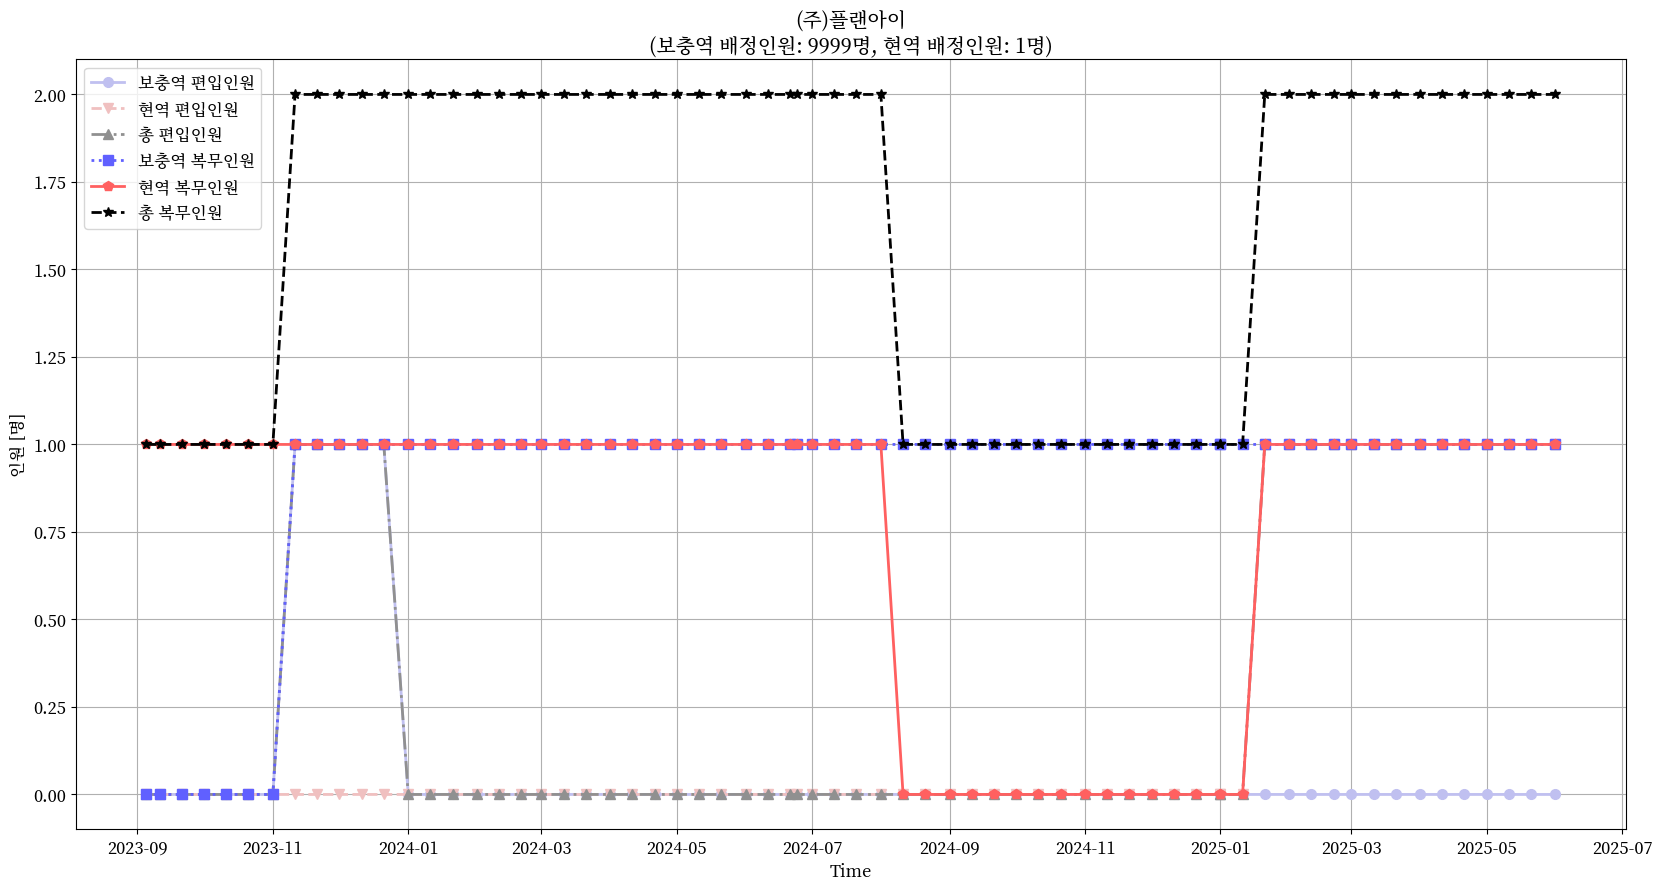 (주)플랜아이
(보충역 배정인원: 9999명, 현역 배정인원: 1명)
보충역 편입인원
현역 편입인원
총 편입인원
보충역 복무인원
현역 복무인원
총 복무인원
2.00
1.75
1.50
1.25
1.00
0.75
0.50
0.25
0.00
인원 [명]
2023-09 2023-11 2024-01 2024-03 2024-05 2024-07 2024-09 2024-11 2025-01 2025-03 2025-05 2025-07
Time